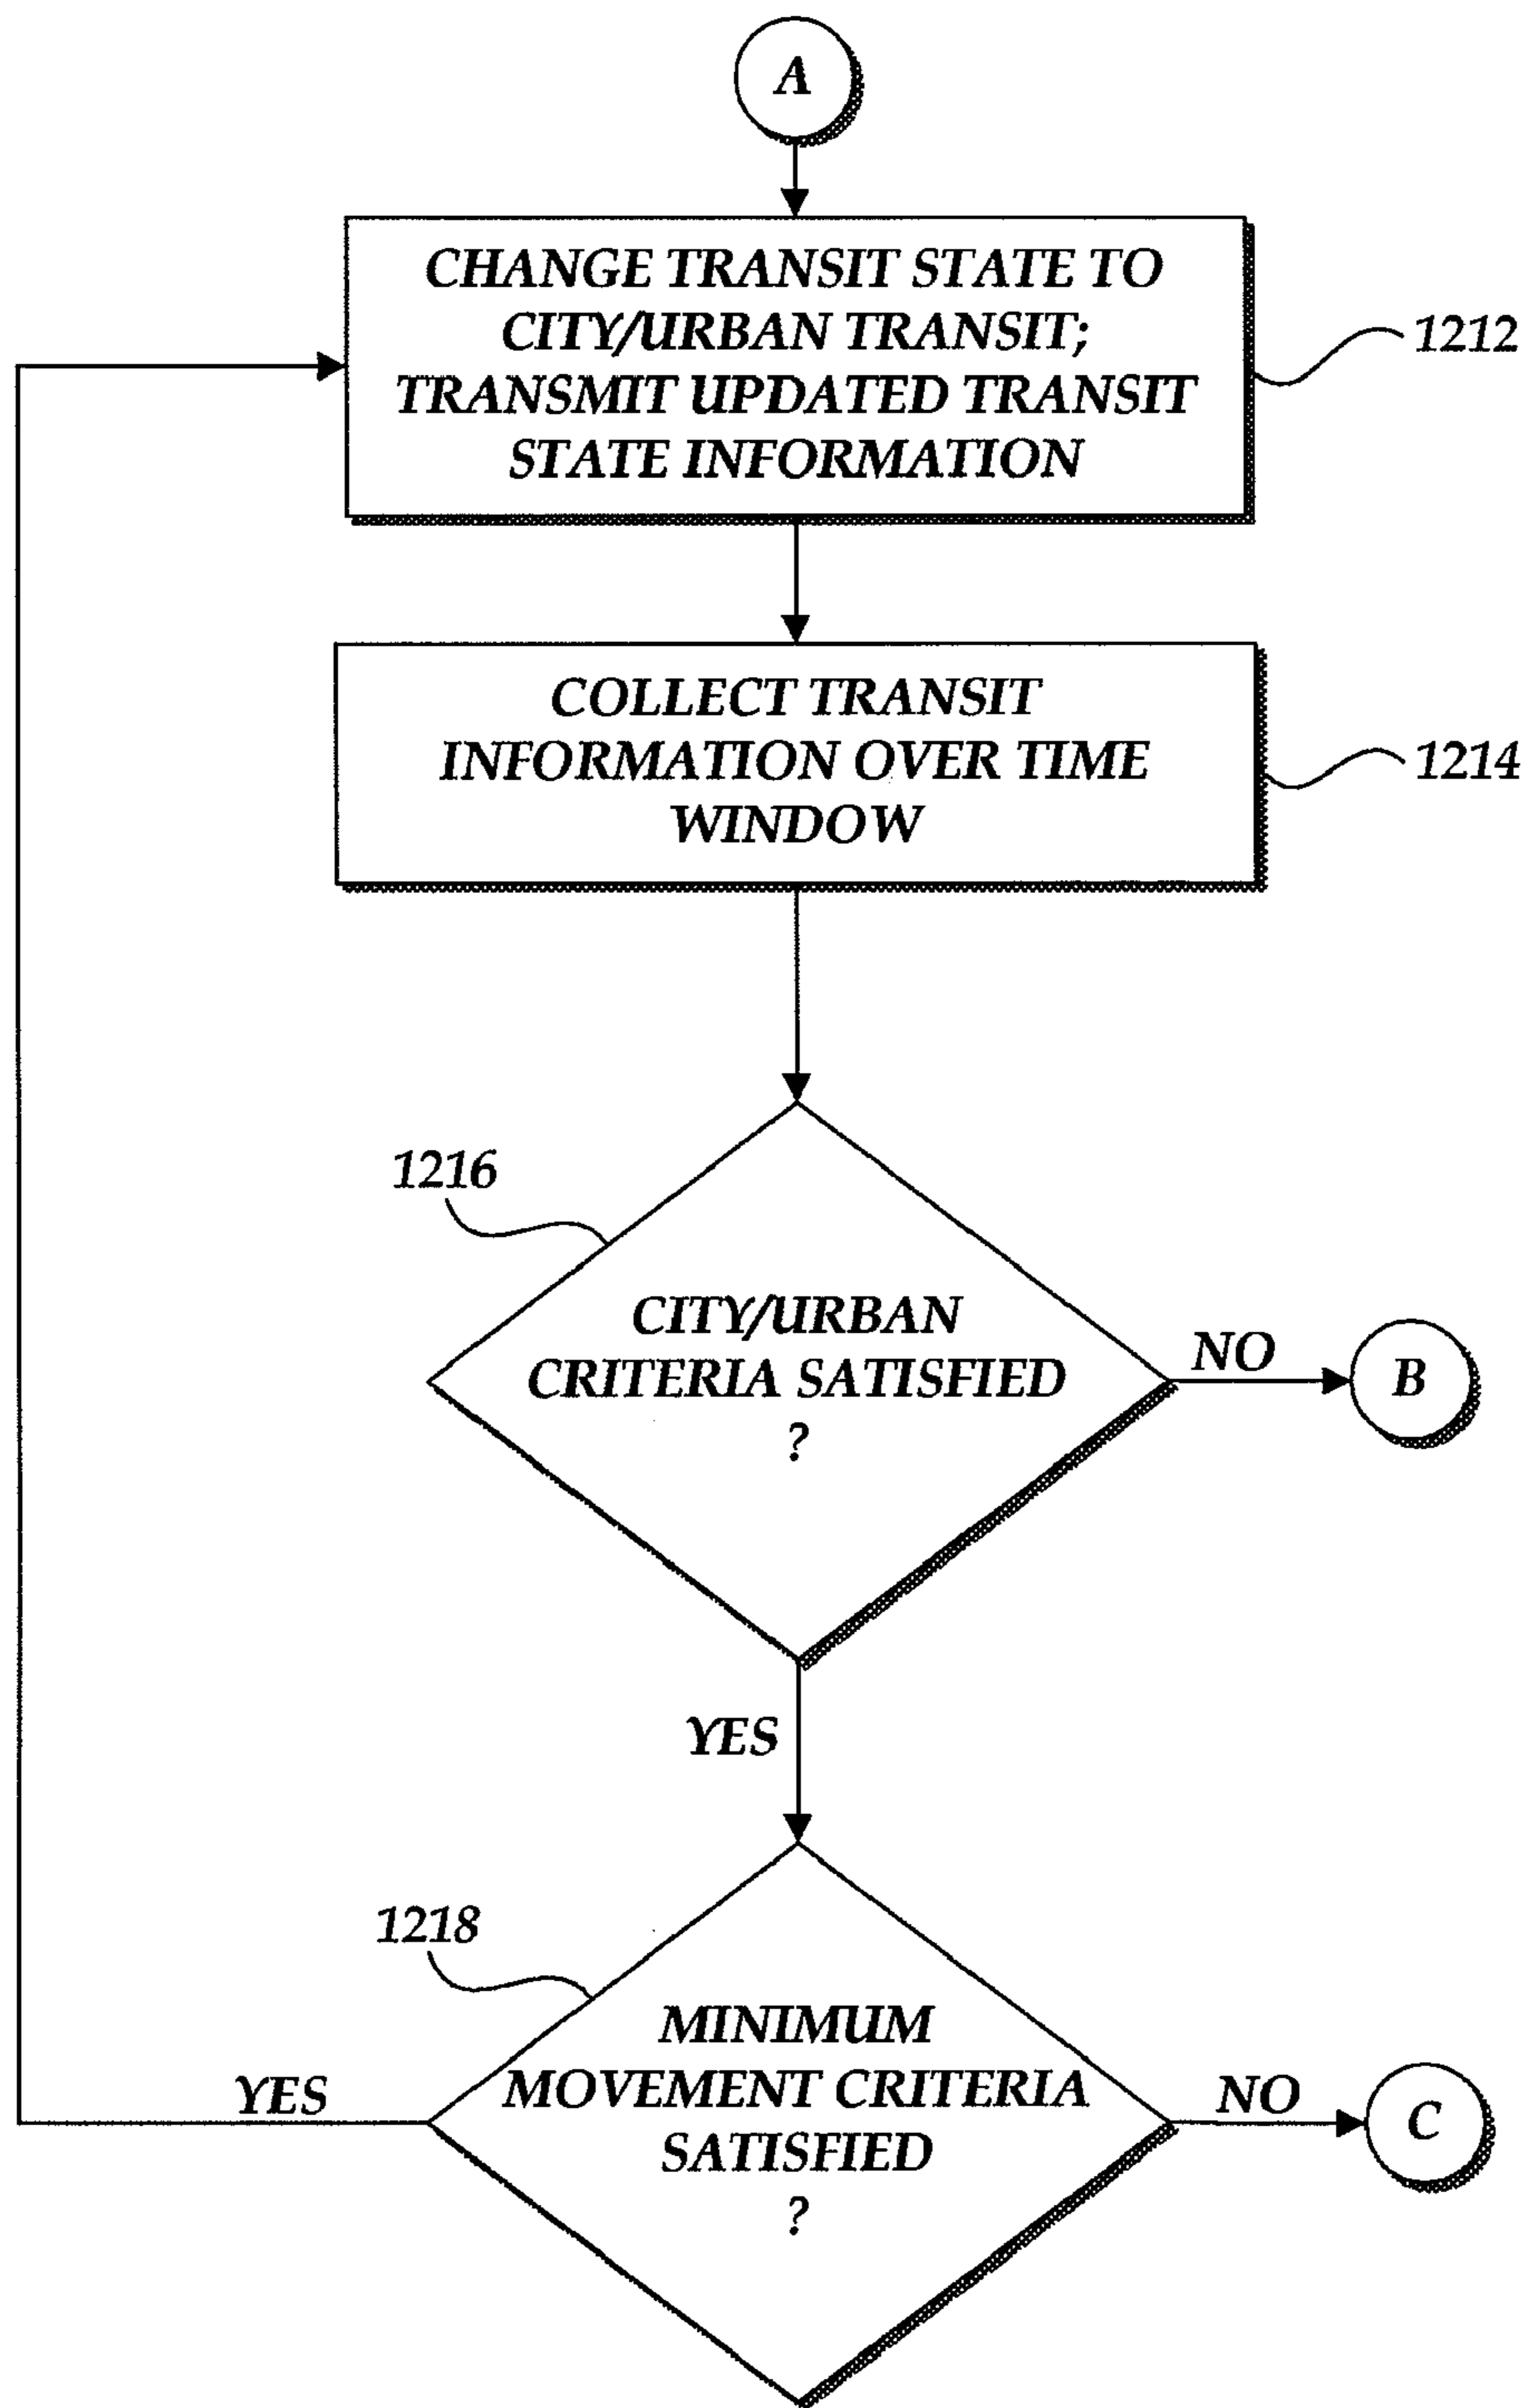 A
CHANGE TRANSIT STATE TO
CITY/URBAN TRANSIT;
TRANSMIT UPDATED TRANSIT
STATE INFORMATION
1212
COLLECT TRANSIT
INFORMATION OVER TIME
WINDOW
1214
1216
CITY/URBAN
CRITERIA SATISFIED
?
NO
B
YES
1218
MINIMUM
MOVEMENT CRITERIA
SATISFIED
?
YES
NO
C